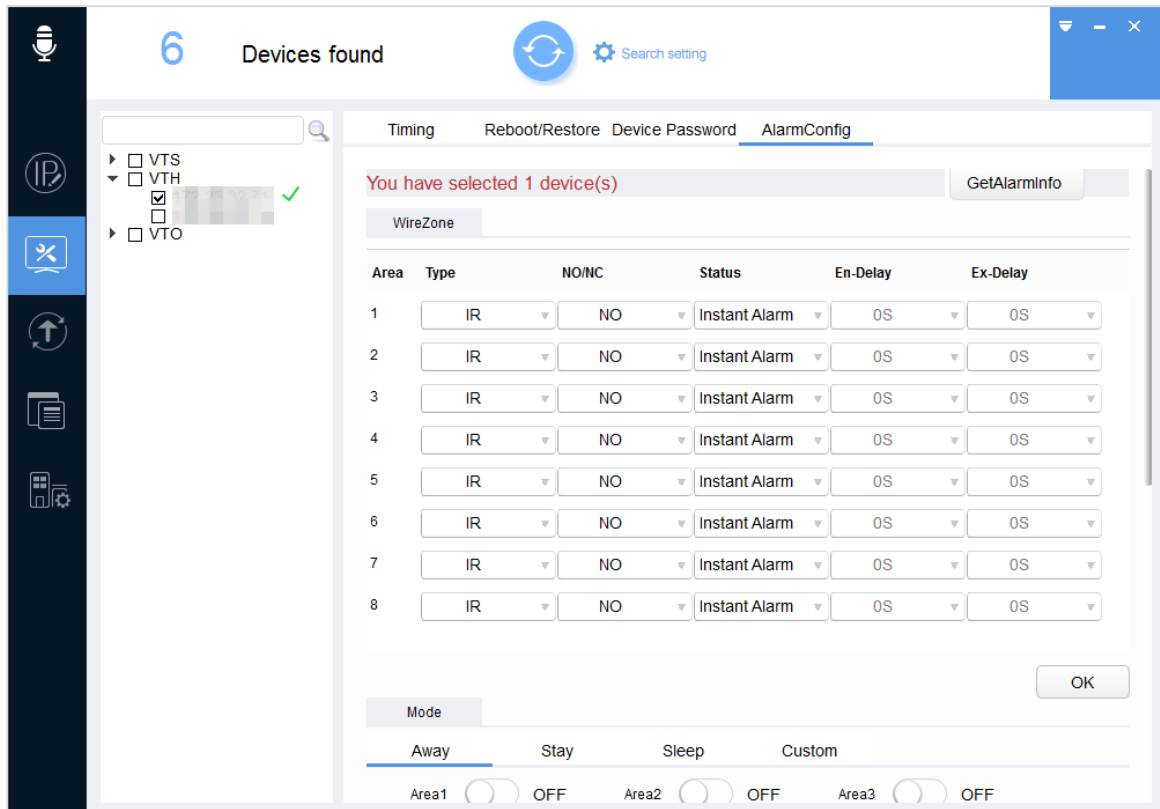 6 Devices found Search setting
IP
Timing Reboot/Restore Device Password AlarmConfig
VTS
VTH
VTO
You have selected 1 device(s) GetAlarmInfo
WireZone
Area Type NO/NC Status En-Delay Ex-Delay
1 IR NO Instant Alarm 0S 0S
2 IR NO Instant Alarm 0S 0S
3 IR NO Instant Alarm 0S 0S
4 IR NO Instant Alarm 0S 0S
5 IR NO Instant Alarm 0S 0S
6 IR NO Instant Alarm 0S 0S
7 IR NO Instant Alarm 0S 0S
8 IR NO Instant Alarm 0S 0S
OK
Mode
Away Stay Sleep Custom
Area1 OFF Area2 OFF Area3 OFF